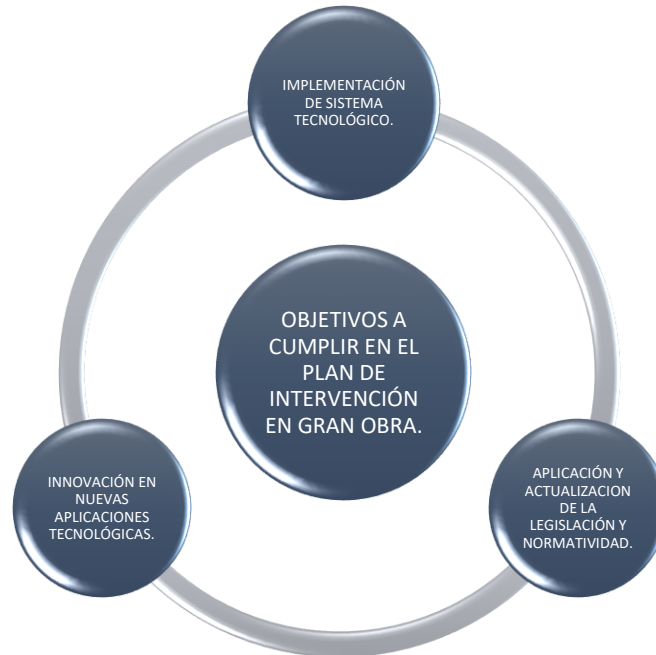 IMPLEMENTACIÓN
DE SISTEMA
TECNOLÓGICO.
OBJETIVOS A
CUMPLIR EN EL
PLAN DE
INTERVENCIÓN
EN GRAN OBRA.
INNOVACIÓN EN
NUEVAS
APLICACIONES
TECNOLÓGICAS.
APLICACIÓN Y
ACTUALIZACION
DE LA
LEGISLACIÓN Y
NORMATIVIDAD.